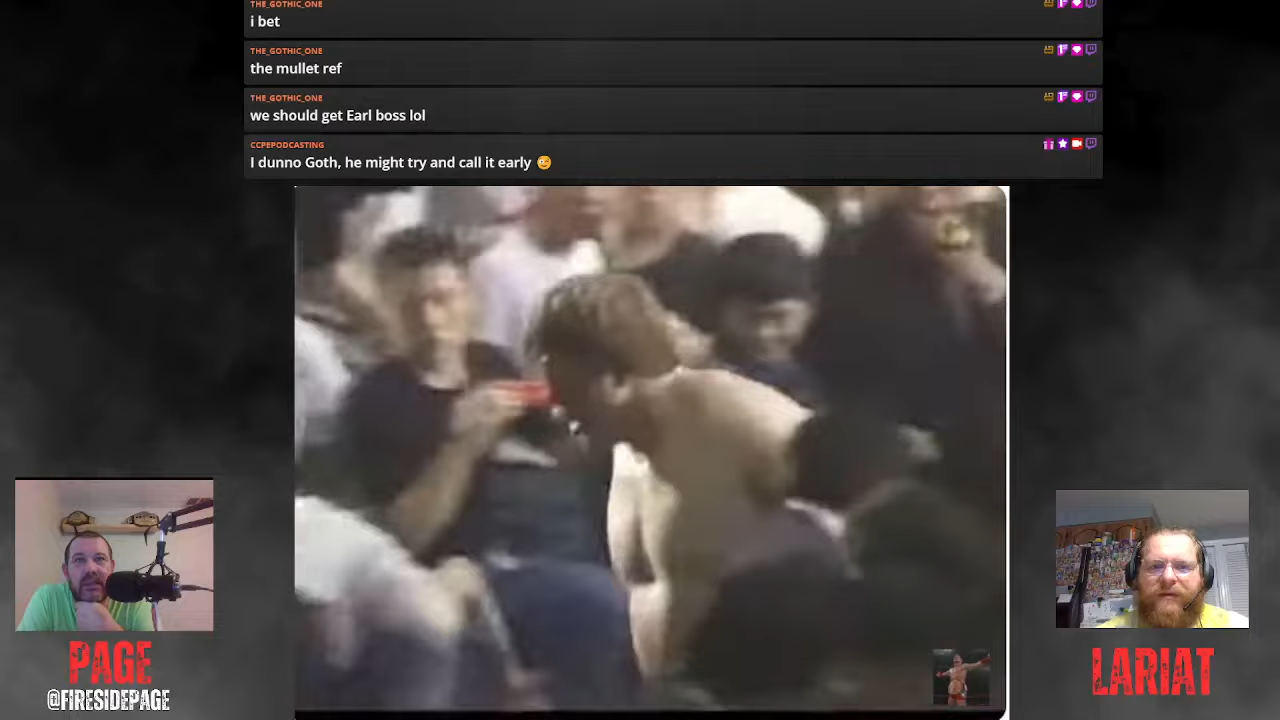 THE_GOTHIC_ONE
i bet
THE_GOTHIC_ONE
the mullet ref
THE_GOTHIC_ONE
we should get Earl boss lol
CCPEPODCASTING
I dunno Goth, he might try and call it early 😅
PAGE
@FIRESIDEPAGE
LARIAT